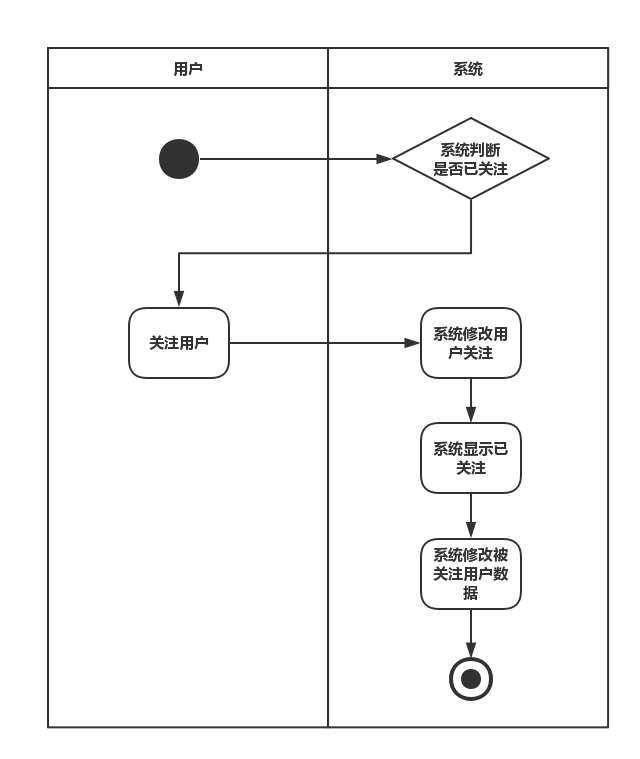 用户
系统
系统判断
是否已关注
关注用户
系统修改用
户关注
系统显示已
关注
系统修改被
关注用户数
据